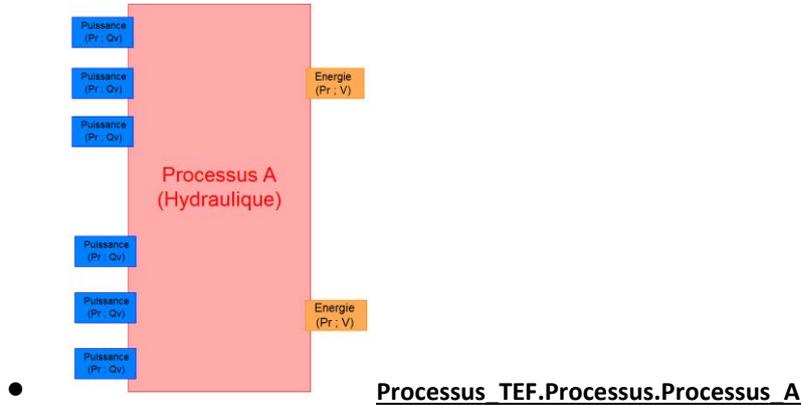 Puissance
(Pr ; Qv)
Puissance
(Pr ; Qv)
Energie
(Pr ; V)
Puissance
(Pr ; Qv)
Processus A
(Hydraulique)
Puissance
(Pr ; Qv)
Puissance
(Pr ; Qv)
Energie
(Pr ; V)
Puissance
(Pr ; Qv)
Processus_TEF.Processus.Processus_A